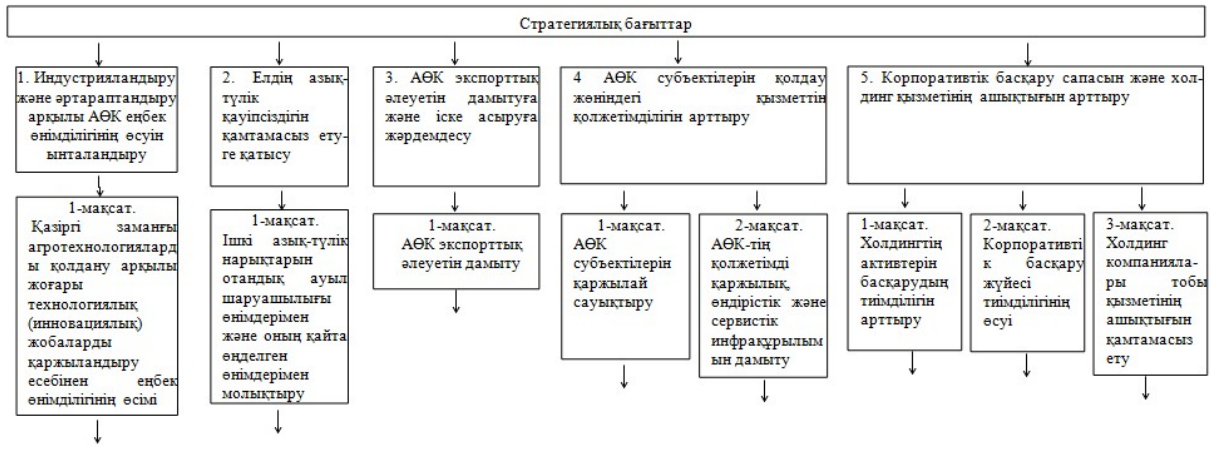 Стратегиялық бағыттар
1. Индустрияландыру
және әртараптандыру
арқылы АӨК еңбек
өнімділігінің өсуін
ынталандыру
2. Елдің азық-
түлік
қауіпсіздігін
қамтамасыз ету-
ге қатысу
3. АӨК экспорттық
әлеуетін дамытуға
және іске асыруға
жәрдемдесу
4 АӨК субъектілерін қолдау
жөніндегі қызметтің
қолжетімділігін арттыру
5. Корпоративтік басқару сапасын және хол-
динг қызметінің ашықтығын арттыру
1-мақсат.
Қазіргі заманғы
агротехнологиялард
ы қолдану арқылы
жоғары
технологиялық
(инновациялық)
жобаларды
қаржыландыру
есебінен еңбек
өнімділігінің өсімі
1-мақсат.
Ішкі азық-түлік
нарықтарын
отандық ауыл
шаруашылығы
өнімдерімен
және оның қайта
өңделген
өнімдерімен
молықтыру
1-мақсат.
АӨК экспорттық
әлеуетін дамыту
1-мақсат.
АӨК
субъектілерін
қаржылай
сауықтыру
2-мақсат.
АӨК-тің
қолжетімді
қаржылық,
өндірістік және
сервистік
инфрақұрылым
ын дамыту
1-мақсат.
Холдингтің
активтерін
басқарудың
тиімділігін
арттыру
2-мақсат.
Корпоративті
к басқару
жүйесі
тиімділігінің
өсуі
3-мақсат.
Холдинг
компанияла-
ры тобы
қызметінің
ашықтығын
қамтамасыз
ету